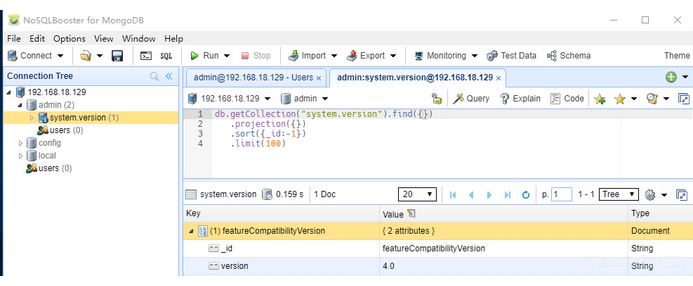 NoSQLBooster for MongoDB
File Edit Options View Window Help
Connect SQL Run Stop Import Export Monitoring Test Data Schema Theme
Connection Tree
admin@192.168.18.129 - Users × admin:system.version@192.168.18.129 ×
192.168.18.129
admin (2)
system.version (1)
users (0)
config
local
users (0)
192.168.18.129 admin Query Explain Code
1 db.getCollection("system.version").find({})
2 .projection({})
3 .sort({_id:-1})
4 .limit(100)
system.version 0.159 s 1 Doc 20 p. 1 1 - 1 Tree
Key Value Type
(1) featureCompatibilityVersion { 2 attributes } Document
_id featureCompatibilityVersion String
version 4.0 String